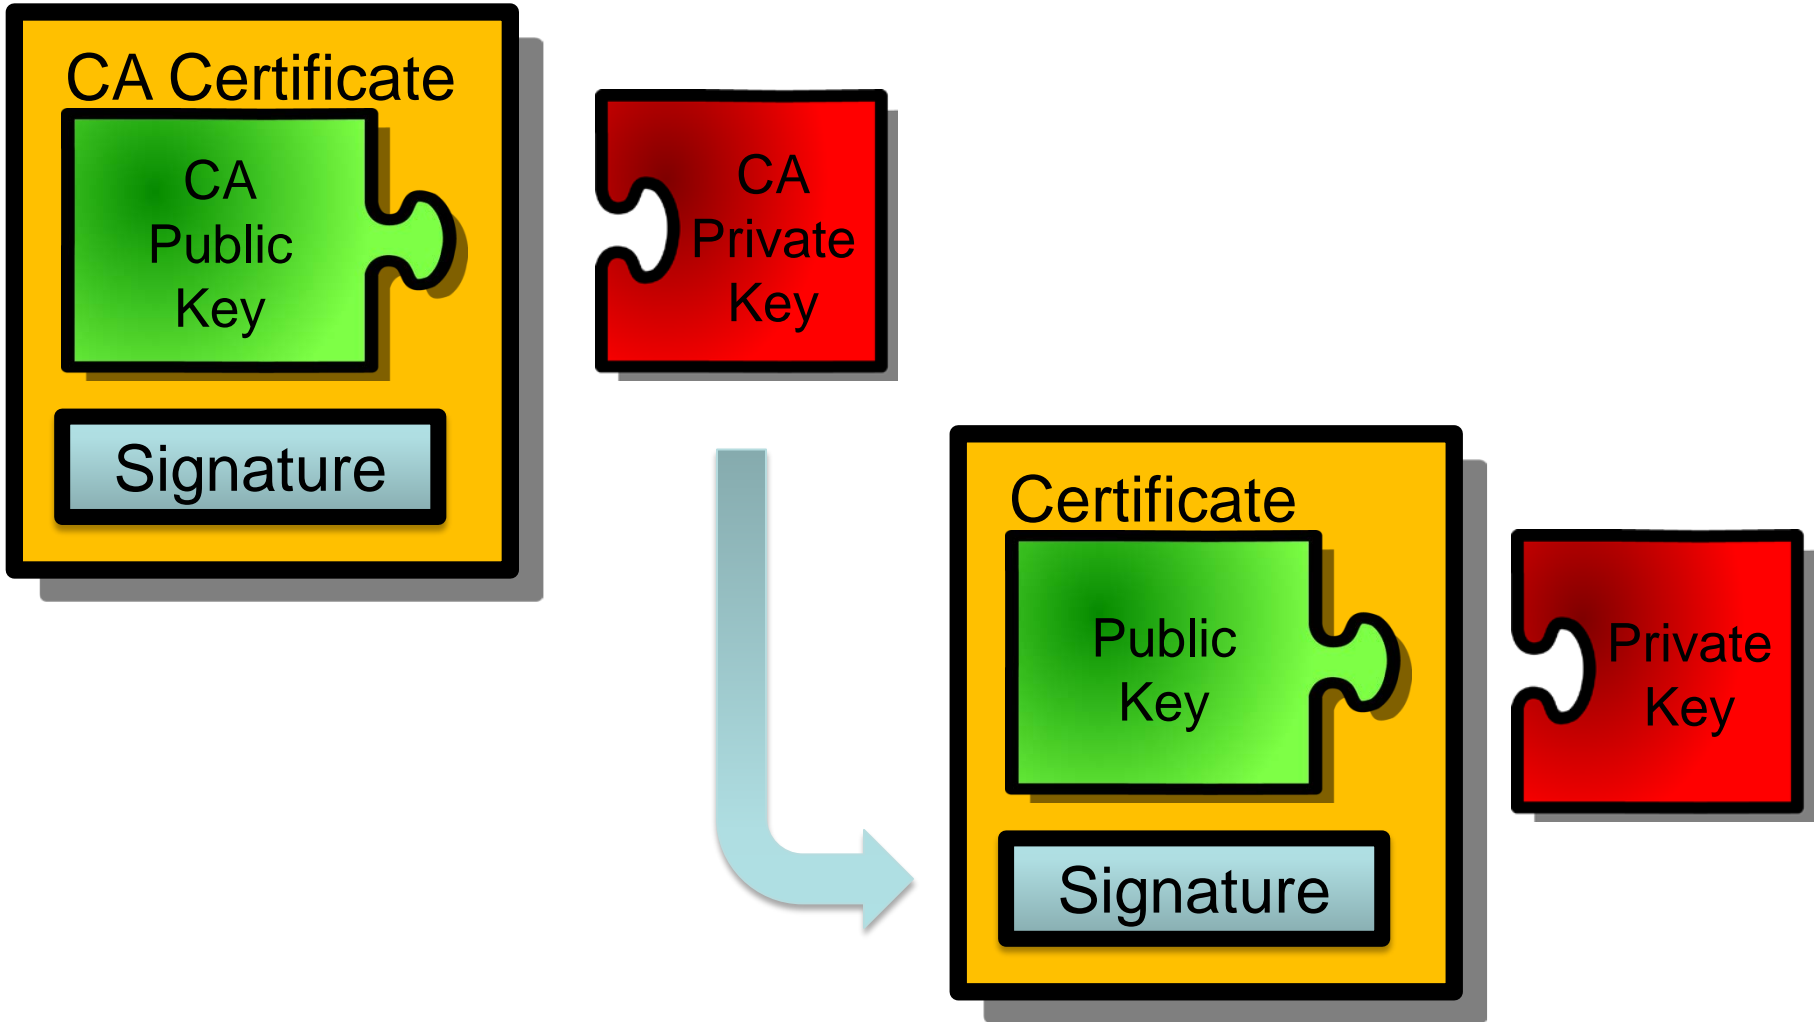 CA Certificate
CA
Public
Key
Signature
CA
Private
Key
Certificate
Public
Key
Signature
Private
Key